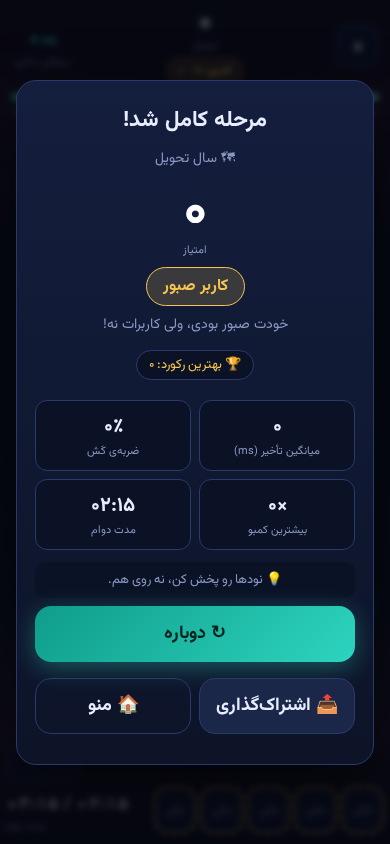 مرحله کامل شد!
🗺 سال تحویل
۰
امتیاز
کاربر صبور
خودت صبور بودی، ولی کاربرات نه!
🏆 بهترین رکورد: ۰
۰
میانگین تأخیر (ms)
۰٪
ضربه‌ی کَش
۰×
بیشترین کمبو
۰۲:۱۵
مدت دوام
💡 نودها رو پخش کن، نه روی هم.
↻ دوباره
📤 اشتراک‌گذاری
🏠 منو